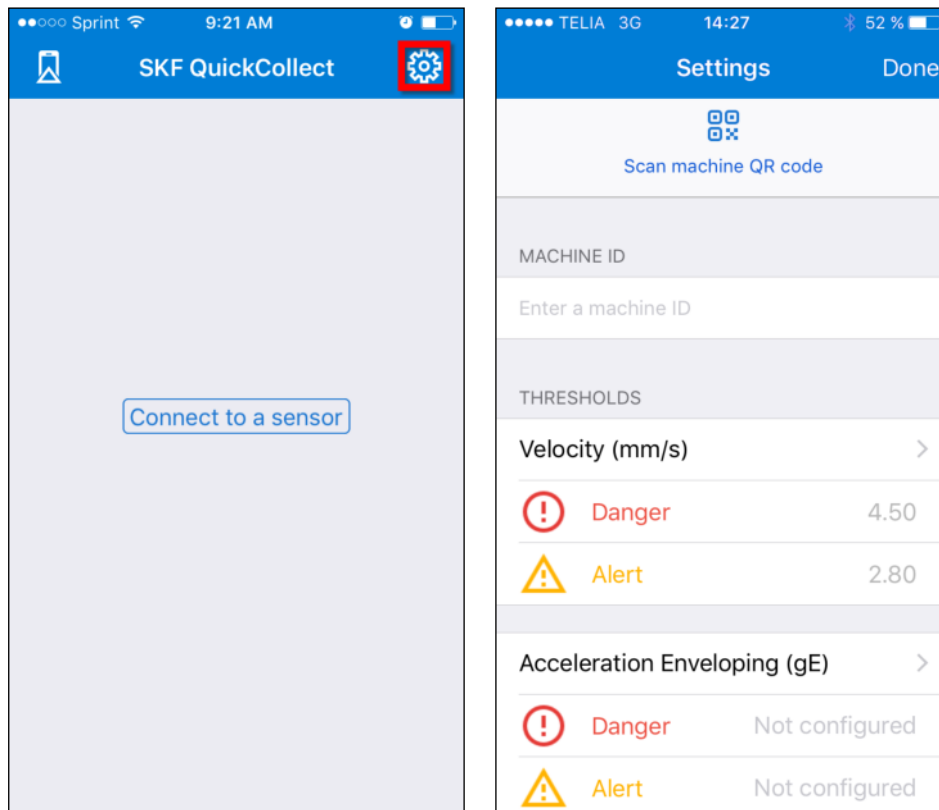 Sprint 9:21 AM
SKF QuickCollect
Connect to a sensor
TELIA 3G 14:27 52 %
Settings Done
Scan machine QR code
MACHINE ID
Enter a machine ID
THRESHOLDS
Velocity (mm/s)
Danger 4.50
Alert 2.80
Acceleration Enveloping (gE)
Danger Not configured
Alert Not configured